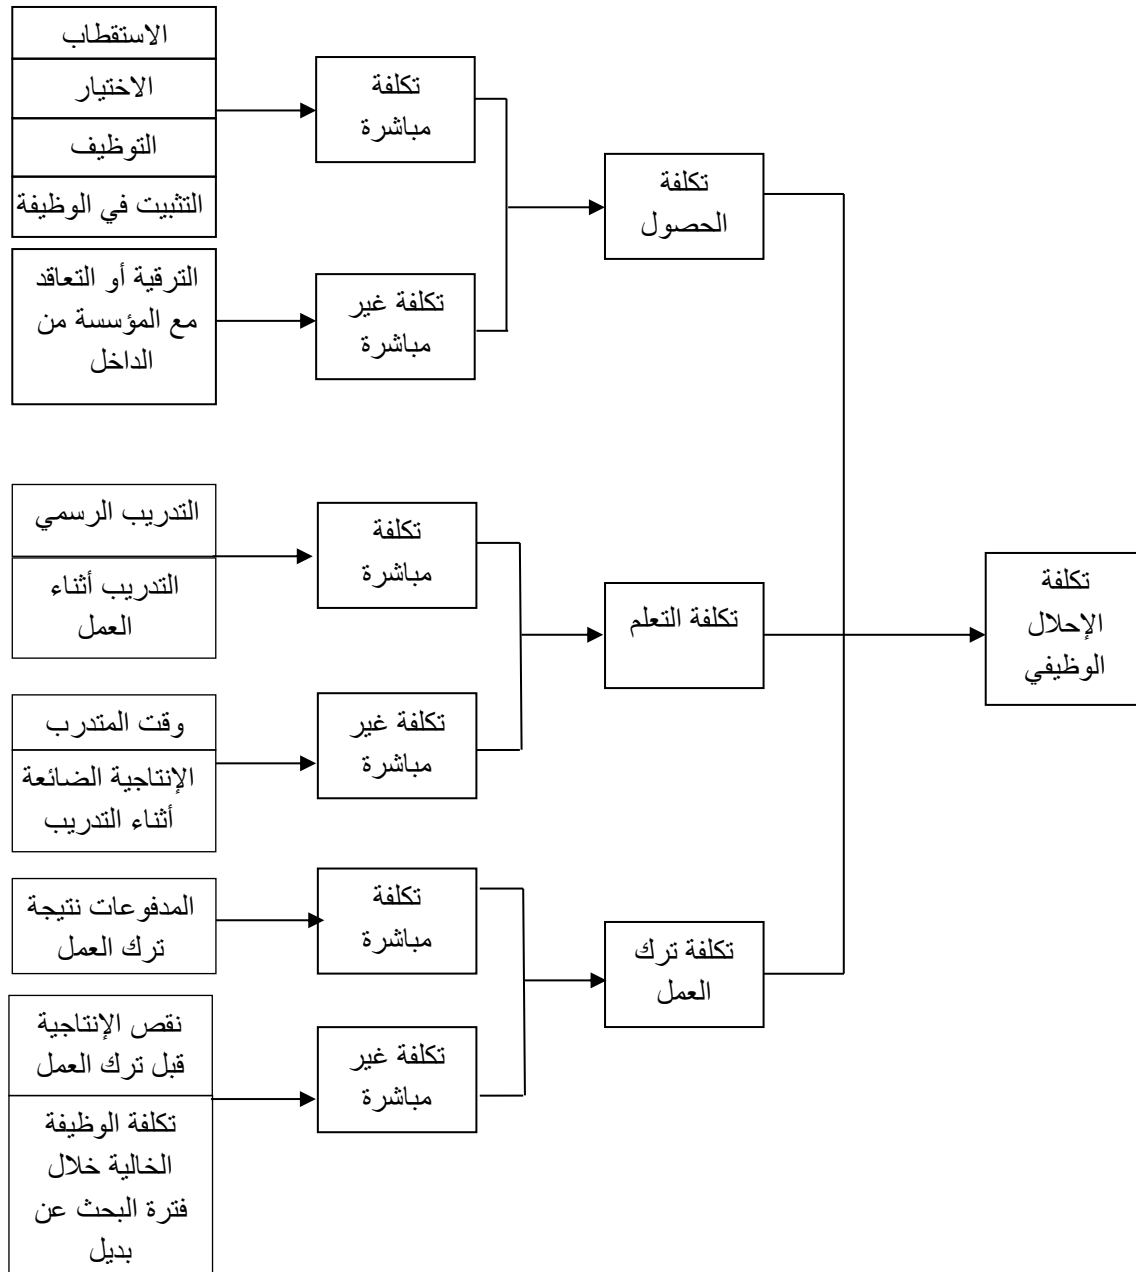 الاستقطاب
الاختيار
التوظيف
التثبيت في الوظيفة
تكلفة
مباشرة
الترقية أو التعاقد
مع المؤسسة من
الداخل
تكلفة غير
مباشرة
تكلفة
الحصول
التدريب الرسمي
التدريب أثناء
العمل
تكلفة
مباشرة
وقت المتدرب
الإنتاجية الضائعة
أثناء التدريب
تكلفة غير
مباشرة
تكلفة التعلم
المدفوعات نتيجة
ترك العمل
تكلفة
مباشرة
نقص الإنتاجية
قبل ترك العمل
تكلفة الوظيفة
الخالية خلال
فترة البحث عن
بديل
تكلفة غير
مباشرة
تكلفة ترك
العمل
تكلفة
الإحلال
الوظيفي